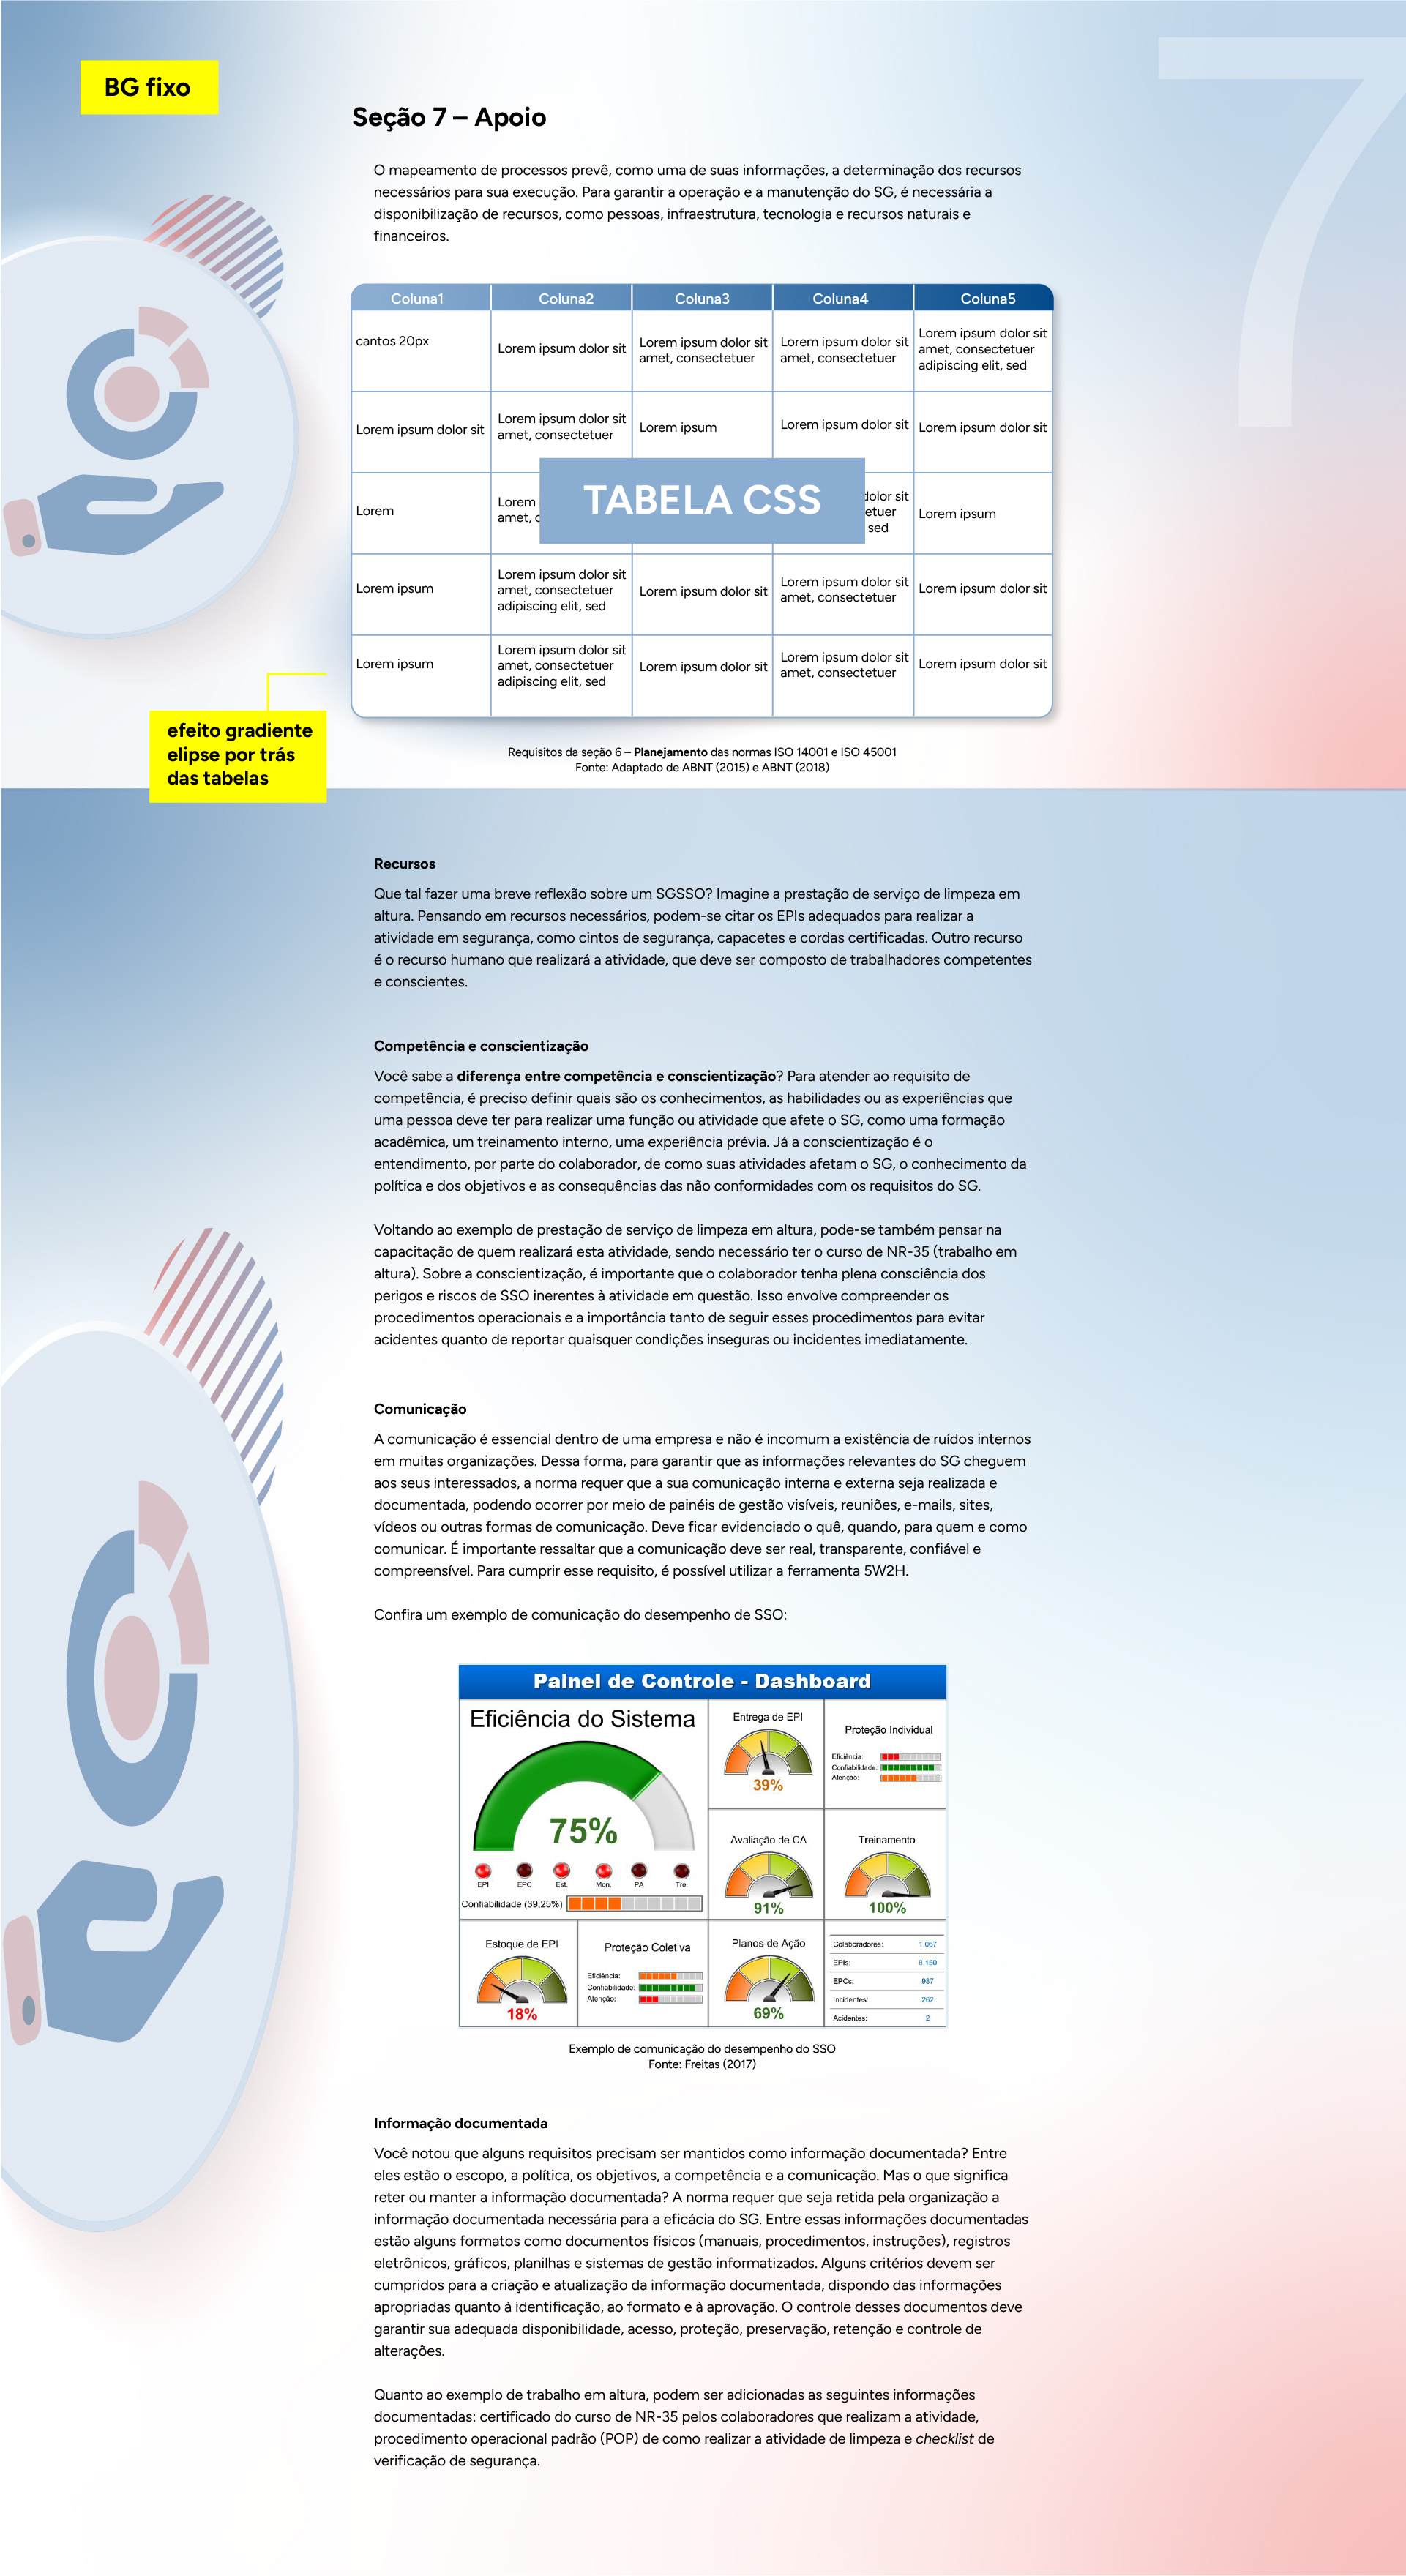 BG fixo
7
Seção 7 – Apoio
O mapeamento de processos prevê, como uma de suas informações, a determinação dos recursos
necessários para sua execução. Para garantir a operação e a manutenção do SG, é necessária a
disponibilização de recursos, como pessoas, infraestrutura, tecnologia e recursos naturais e
financeiros.
Coluna1 Coluna2 Coluna3 Coluna4 Coluna5
cantos 20px
Lorem ipsum dolor sit
Lorem ipsum dolor sit
amet, consectetuer
Lorem ipsum dolor sit
amet, consectetuer
Lorem ipsum dolor sit
amet, consectetuer
adipiscing elit, sed
Lorem ipsum dolor sit
Lorem ipsum dolor sit
amet, consectetuer
Lorem ipsum
Lorem ipsum dolor sit
Lorem ipsum dolor sit
Lorem
Lorem
amet,
TABELA CSS
dolor sit
sed
Lorem ipsum
Lorem ipsum
Lorem ipsum dolor sit
amet, consectetuer
adipiscing elit, sed
Lorem ipsum dolor sit
Lorem ipsum dolor sit
amet, consectetuer
Lorem ipsum dolor sit
Lorem ipsum
Lorem ipsum dolor sit
amet, consectetuer
adipiscing elit, sed
Lorem ipsum dolor sit
Lorem ipsum dolor sit
amet, consectetuer
Lorem ipsum dolor sit
efeito gradiente
elipse por trás
das tabelas
Requisitos da seção 6 – Planejamento das normas ISO 14001 e ISO 45001
Fonte: Adaptado de ABNT (2015) e ABNT (2018)
Recursos
Que tal fazer uma breve reflexão sobre um SGSSO? Imagine a prestação de serviço de limpeza em
altura. Pensando em recursos necessários, podem-se citar os EPIs adequados para realizar a
atividade em segurança, como cintos de segurança, capacetes e cordas certificadas. Outro recurso
é o recurso humano que realizará a atividade, que deve ser composto de trabalhadores competentes
e conscientes.
Competência e conscientização
Você sabe a diferença entre competência e conscientização? Para atender ao requisito de
competência, é preciso definir quais são os conhecimentos, as habilidades ou as experiências que
uma pessoa deve ter para realizar uma função ou atividade que afete o SG, como uma formação
acadêmica, um treinamento interno, uma experiência prévia. Já a conscientização é o
entendimento, por parte do colaborador, de como suas atividades afetam o SG, o conhecimento da
política e dos objetivos e as consequências das não conformidades com os requisitos do SG.
Voltando ao exemplo de prestação de serviço de limpeza em altura, pode-se também pensar na
capacitação de quem realizará esta atividade, sendo necessário ter o curso de NR-35 (trabalho em
altura). Sobre a conscientização, é importante que o colaborador tenha plena consciência dos
perigos e riscos de SSO inerentes à atividade em questão. Isso envolve compreender os
procedimentos operacionais e a importância tanto de seguir esses procedimentos para evitar
acidentes quanto de reportar quaisquer condições inseguras ou incidentes imediatamente.
Comunicação
A comunicação é essencial dentro de uma empresa e não é incomum a existência de ruídos internos
em muitas organizações. Dessa forma, para garantir que as informações relevantes do SG cheguem
aos seus interessados, a norma requer que a sua comunicação interna e externa seja realizada e
documentada, podendo ocorrer por meio de painéis de gestão visíveis, reuniões, e-mails, sites,
vídeos ou outras formas de comunicação. Deve ficar evidenciado o quê, quando, para quem e como
comunicar. É importante ressaltar que a comunicação deve ser real, transparente, confiável e
compreensível. Para cumprir esse requisito, é possível utilizar a ferramenta 5W2H.
Confira um exemplo de comunicação do desempenho de SSO:
Painel de Controle - Dashboard
Eficiência do Sistema
75%
EPI EPC Est. Mon. PA Tre.
Confiabilidade (39,25%)
Entrega de EPI
39%
Proteção Individual
Eficiência:
Confiabilidade:
Atenção:
Avaliação de CA
91%
Treinamento
100%
Estoque de EPI
18%
Proteção Coletiva
Eficiência:
Confiabilidade:
Atenção:
Planos de Ação
69%
Colaboradores: 1.067
EPIs: 8.150
EPCs: 987
Incidentes: 262
Acidentes: 2
Exemplo de comunicação do desempenho do SSO
Fonte: Freitas (2017)
Informação documentada
Você notou que alguns requisitos precisam ser mantidos como informação documentada? Entre
eles estão o escopo, a política, os objetivos, a competência e a comunicação. Mas o que significa
reter ou manter a informação documentada? A norma requer que seja retida pela organização a
informação documentada necessária para a eficácia do SG. Entre essas informações documentadas
estão alguns formatos como documentos físicos (manuais, procedimentos, instruções), registros
eletrônicos, gráficos, planilhas e sistemas de gestão informatizados. Alguns critérios devem ser
cumpridos para a criação e atualização da informação documentada, dispondo das informações
apropriadas quanto à identificação, ao formato e à aprovação. O controle desses documentos deve
garantir sua adequada disponibilidade, acesso, proteção, preservação, retenção e controle de
alterações.
Quanto ao exemplo de trabalho em altura, podem ser adicionadas as seguintes informações
documentadas: certificado do curso de NR-35 pelos colaboradores que realizam a atividade,
procedimento operacional padrão (POP) de como realizar a atividade de limpeza e checklist de
verificação de segurança.